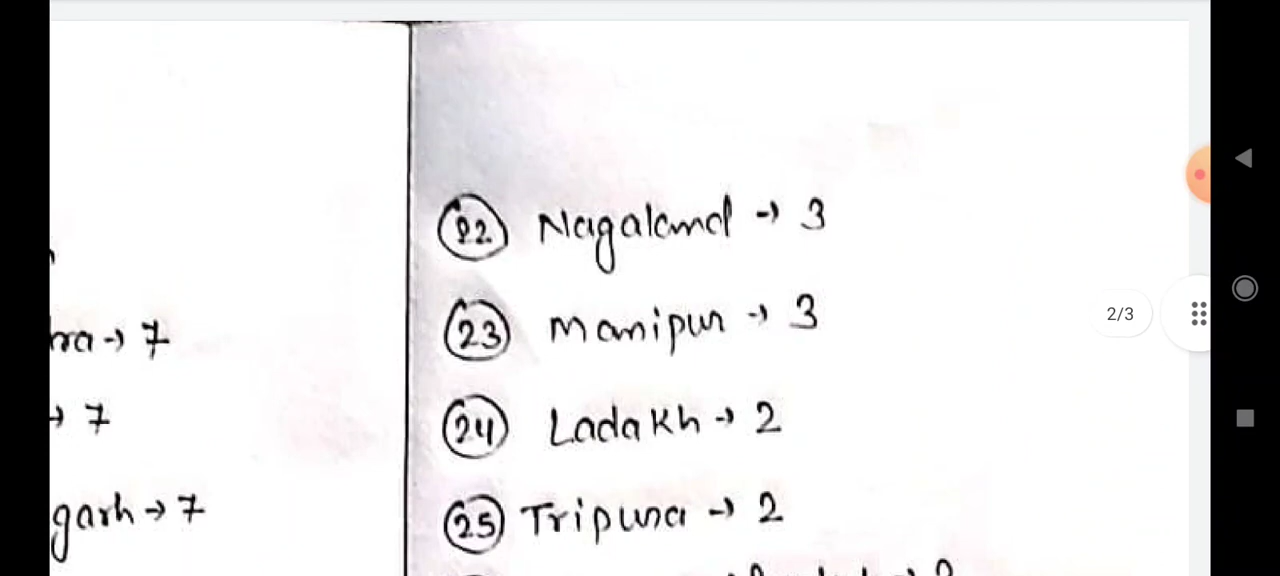 ra → 7
→ 7
garh → 7
22 Nagaland → 3
23 Manipur → 3
24 Ladakh → 2
25 Tripura → 2
2/3